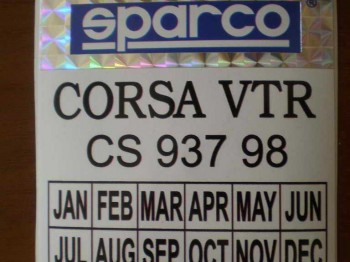 sparco®
CORSA VTR
CS 937 98
JAN FEB MAR APR MAY JUN
JUL AUG SEP OCT NOV DEC